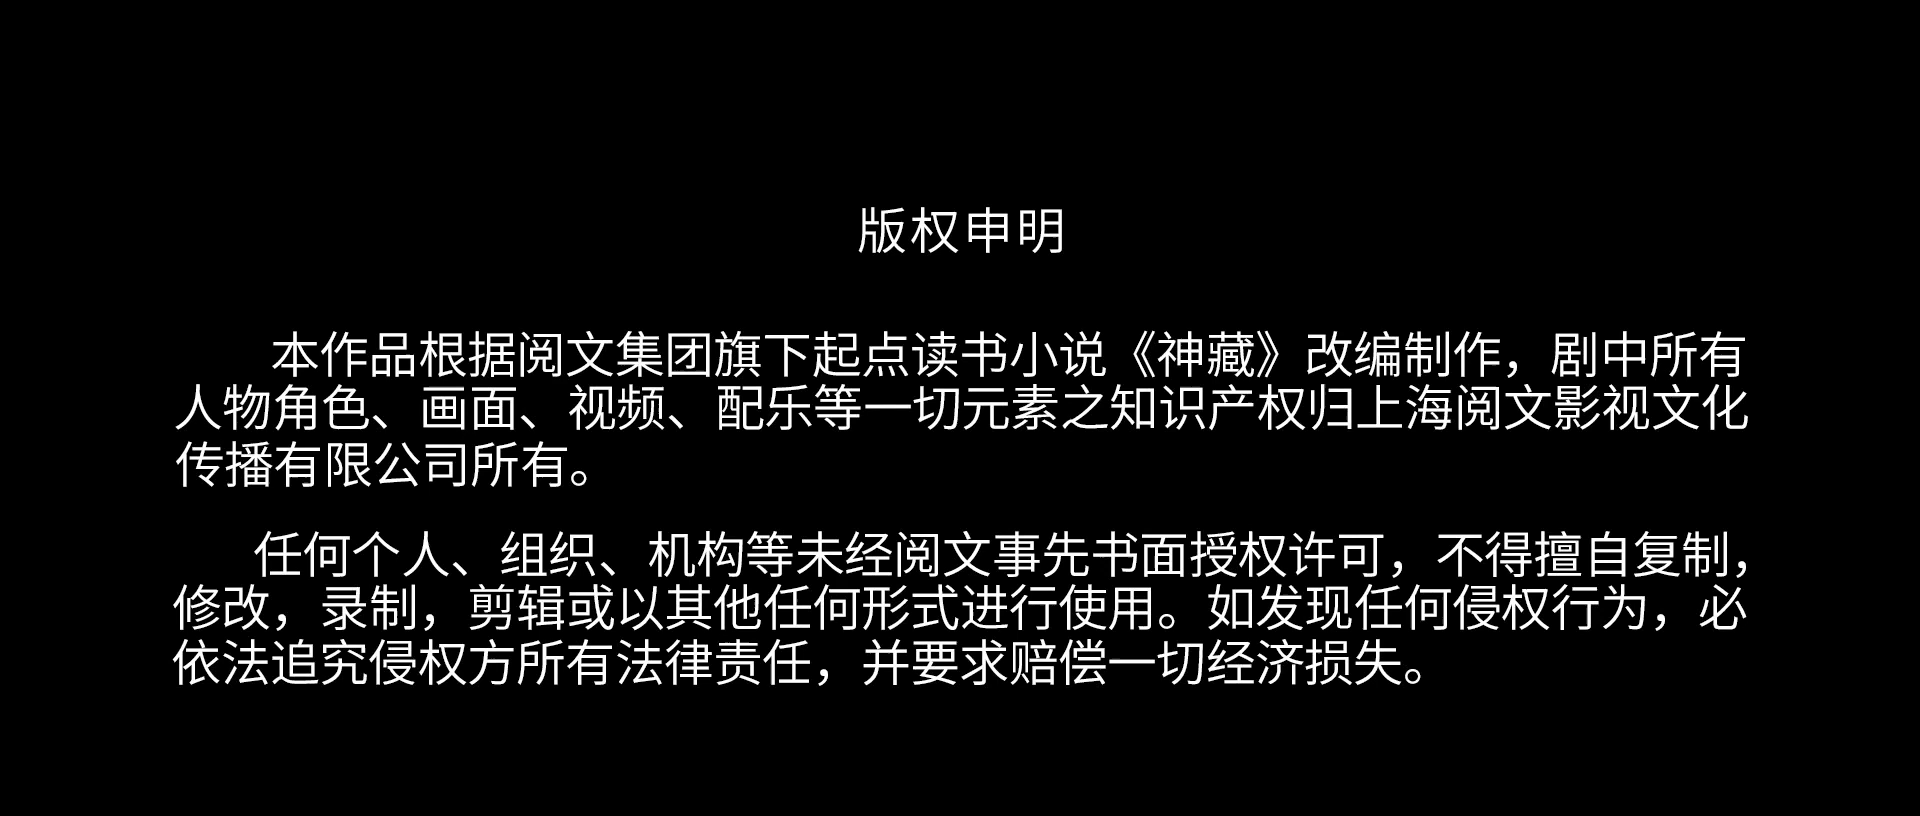 版权申明
本作品根据阅文集团旗下起点读书小说《神藏》改编制作，剧中所有
人物角色、画面、视频、配乐等一切元素之知识产权归上海阅文影视文化
传播有限公司所有。
任何个人、组织、机构等未经阅文事先书面授权许可，不得擅自复制，
修改，录制，剪辑或以其他任何形式进行使用。如发现任何侵权行为，必
依法追究侵权方所有法律责任，并要求赔偿一切经济损失。